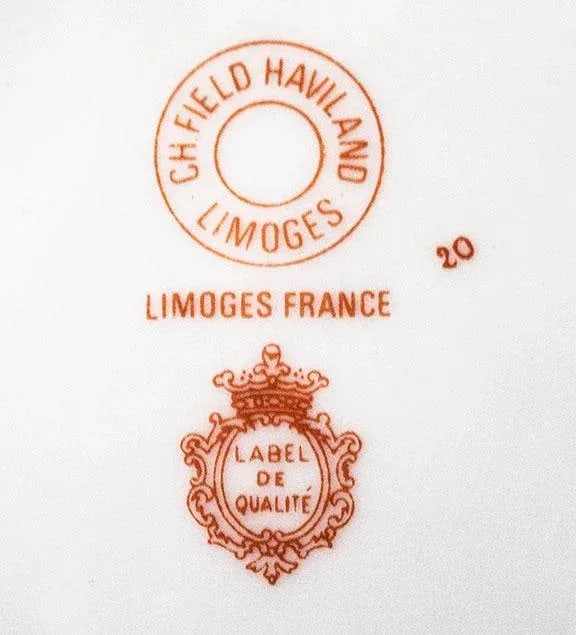 CH. FIELD HAVILAND
LIMOGES
20
LIMOGES FRANCE
LABEL
DE
QUALITÉ